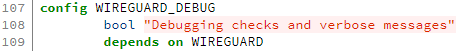 107 config WIREGUARD_DEBUG
108 bool "Debugging checks and verbose messages"
109 depends on WIREGUARD